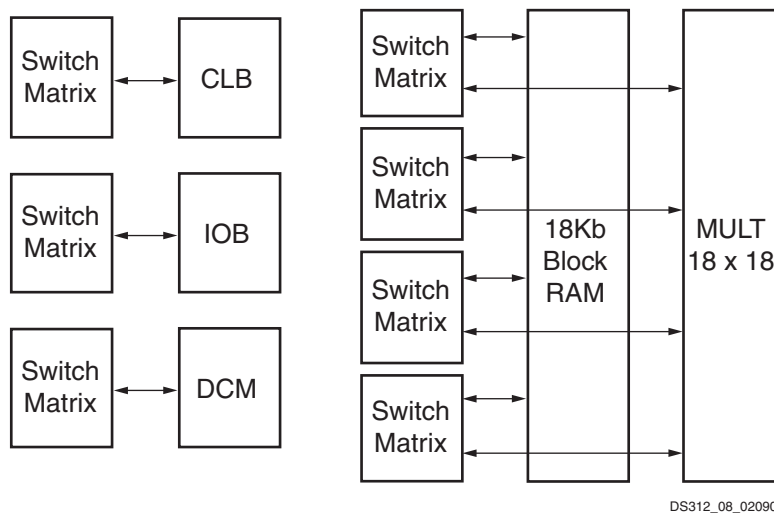 Switch
Matrix
CLB
Switch
Matrix
IOB
Switch
Matrix
DCM
Switch
Matrix
Switch
Matrix
Switch
Matrix
Switch
Matrix
18Kb
Block
RAM
MULT
18 x 18
DS312_08_02090